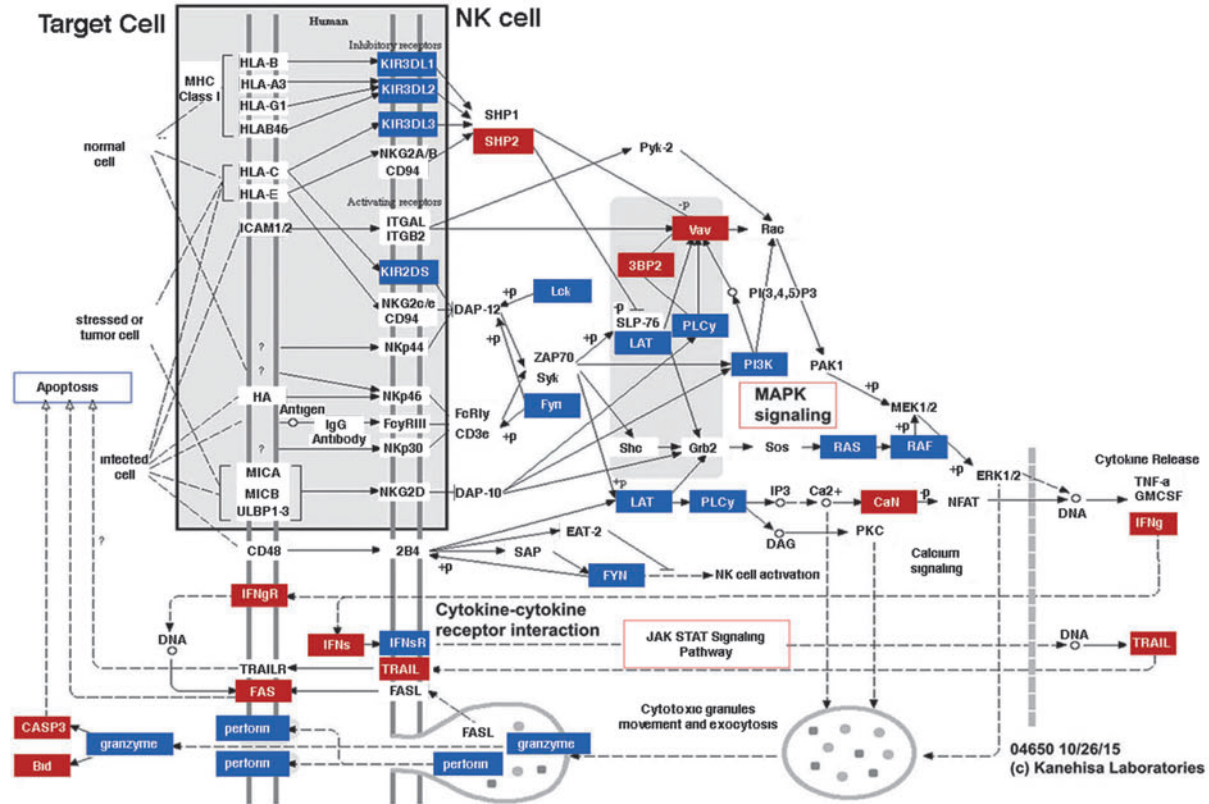 Target Cell
Human
NK cell
Inhibitory receptors
MHC
Class I
HLA-B
HLA-A3
HLA-G1
HLAB46
KIR3DL1
KIR3DL2
KIR3DL3
SHP1
SHP2
normal
cell
HLA-C
HLA-E
NKG2A/B
CD94
Pyk-2
Activating receptors
ICAM1/2
ITGAL
ITGB2
-p
Vav
Rac
3BP2
KIR2DS
NKG2c/e
CD94
DAP-12
+p
Lck
PI(3,4,5)P3
stressed or
tumor cell
?
NKp44
+p
ZAP70
Syk
+p
-p
SLP-76
LAT
PLCy
PI3K
PAK1
Apoptosis
?
HA
NKp46
Fyn
MAPK
signaling
+p
MEK1/2
Antigen
IgG
Antibody
FcyRIII
FcRIy
CD3e
+p
+p
infected
cell
?
NKp30
Shc
Grb2
Sos
RAS
RAF
+p
ERK1/2
Cytokine Release
MICA
MICB
ULBP1-3
NKG2D
DAP-10
+p
LAT
PLCy
IP3
Ca2+
CaN
-p
NFAT
DNA
TNF-a
GMCSF
IFNg
?
CD48
2B4
+p
EAT-2
SAP
FYN
NK cell activation
DAG
PKC
Calcium
signaling
IFNgR
DNA
IFNs
IFNsR
Cytokine-cytokine
receptor interaction
JAK STAT Signaling
Pathway
DNA
TRAIL
TRAILR
TRAIL
FAS
FASL
CASP3
Bid
granzyme
perforin
perforin
FASL
granzyme
perforin
Cytotoxic granules
movement and exocytosis
04650 10/26/15
(c) Kanehisa Laboratories